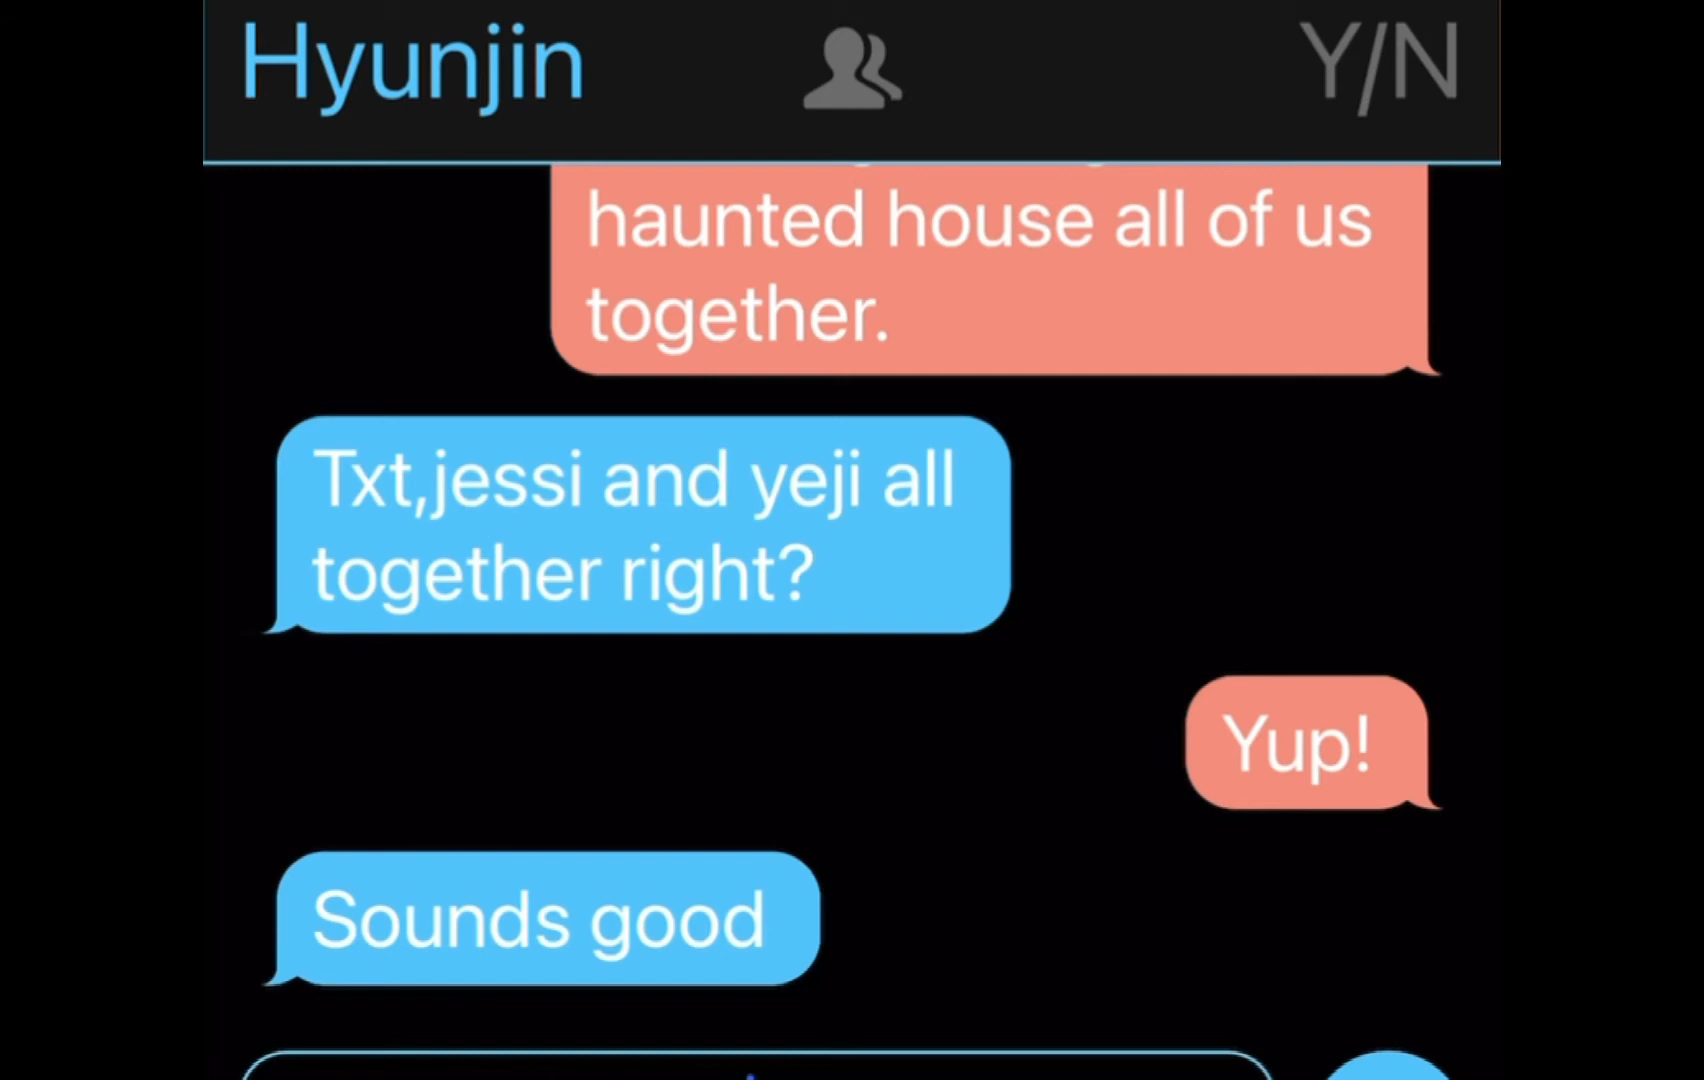 Hyunjin
Y/N
haunted house all of us
together.
Txt,jessi and yeji all
together right?
Yup!
Sounds good